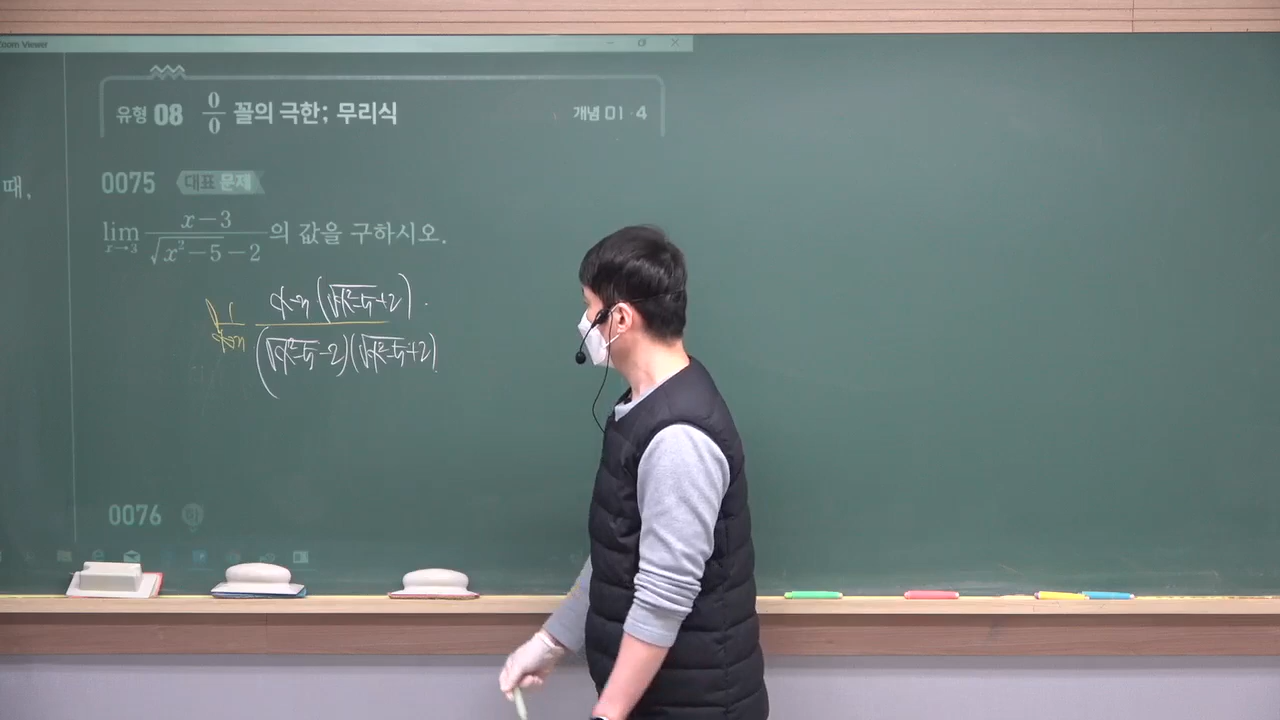 Zoom Viewer
때,
유형 08 0/0 꼴의 극한; 무리식 개념 01 - 4
0075 대표 문제
lim x→3 (x-3)/(√(x²-5)-2) 의 값을 구하시오.
lim x→3 (x-3)(√(x²-5)+2) / (√(x²-5)-2)(√(x²-5)+2)
0076